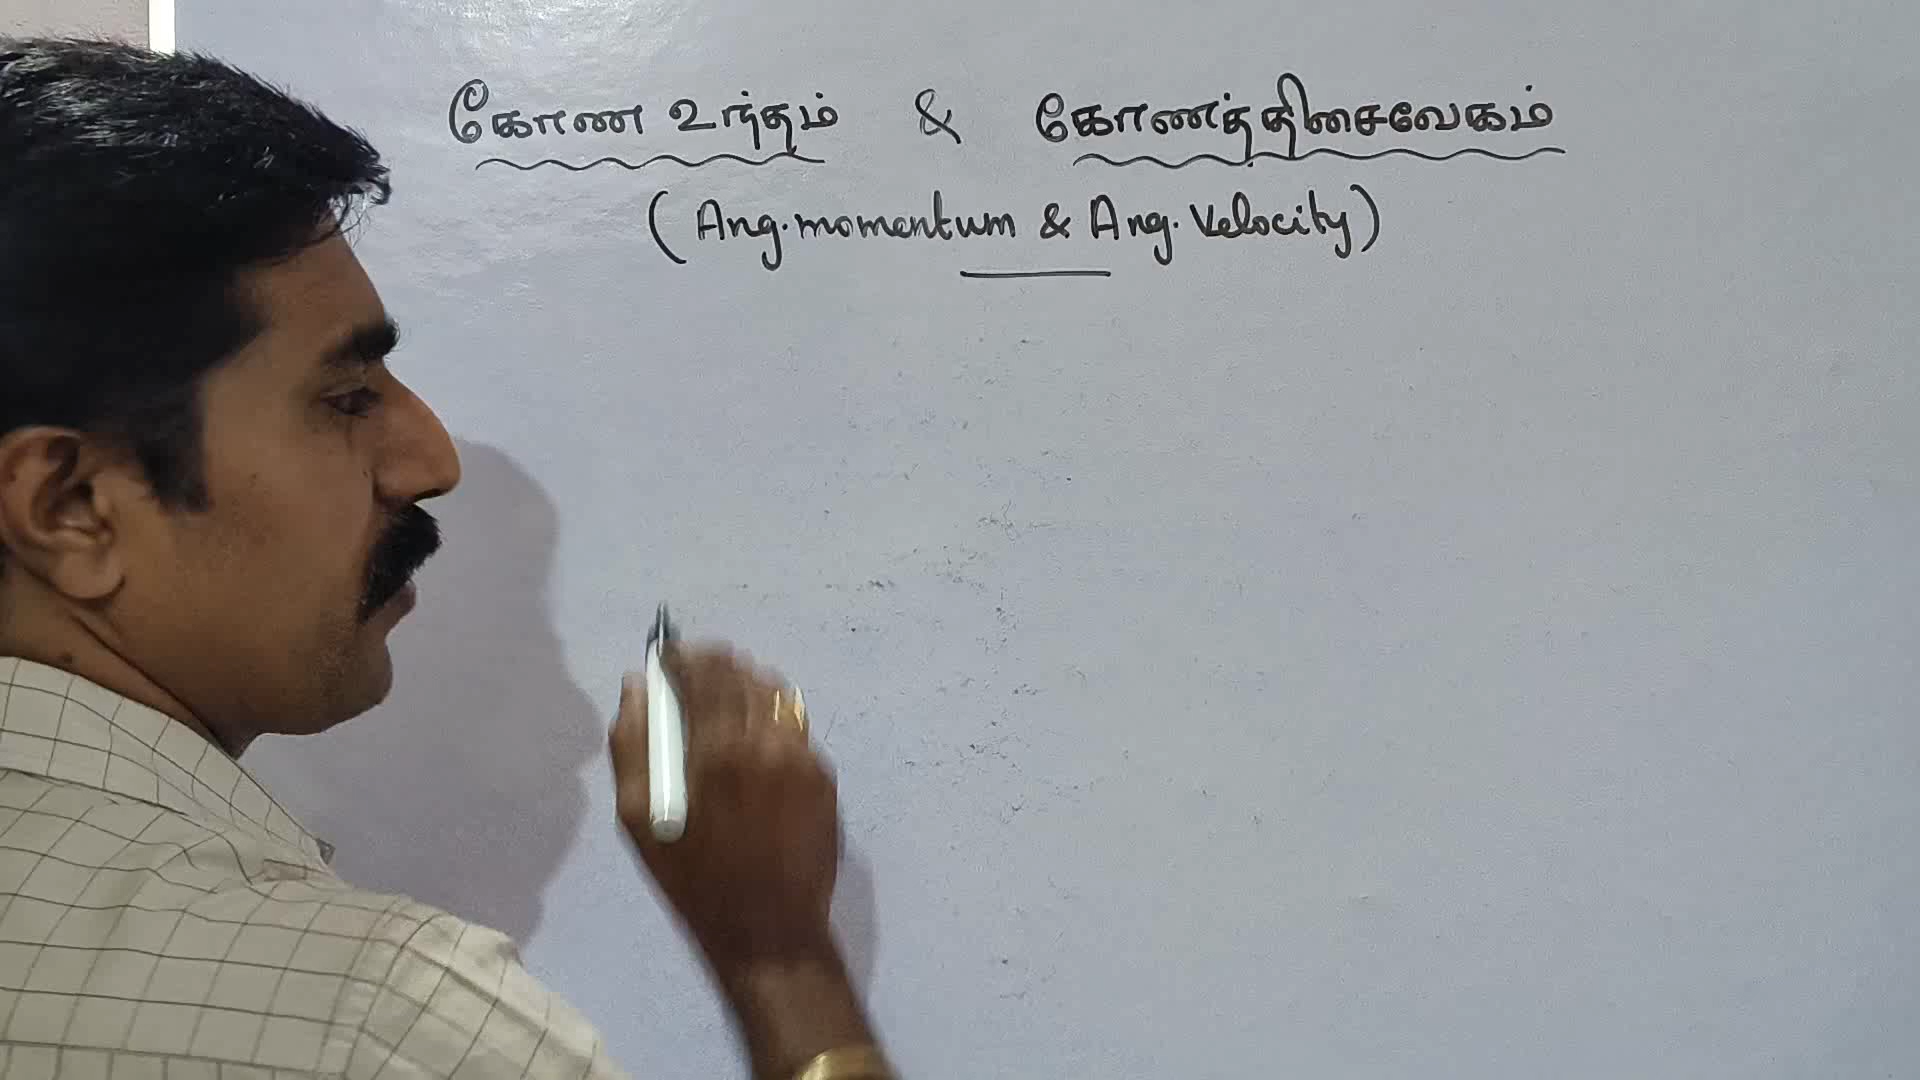 கோண உந்தம் & கோணத்திசைவேகம்
(Ang.momentum & Ang. Velocity)